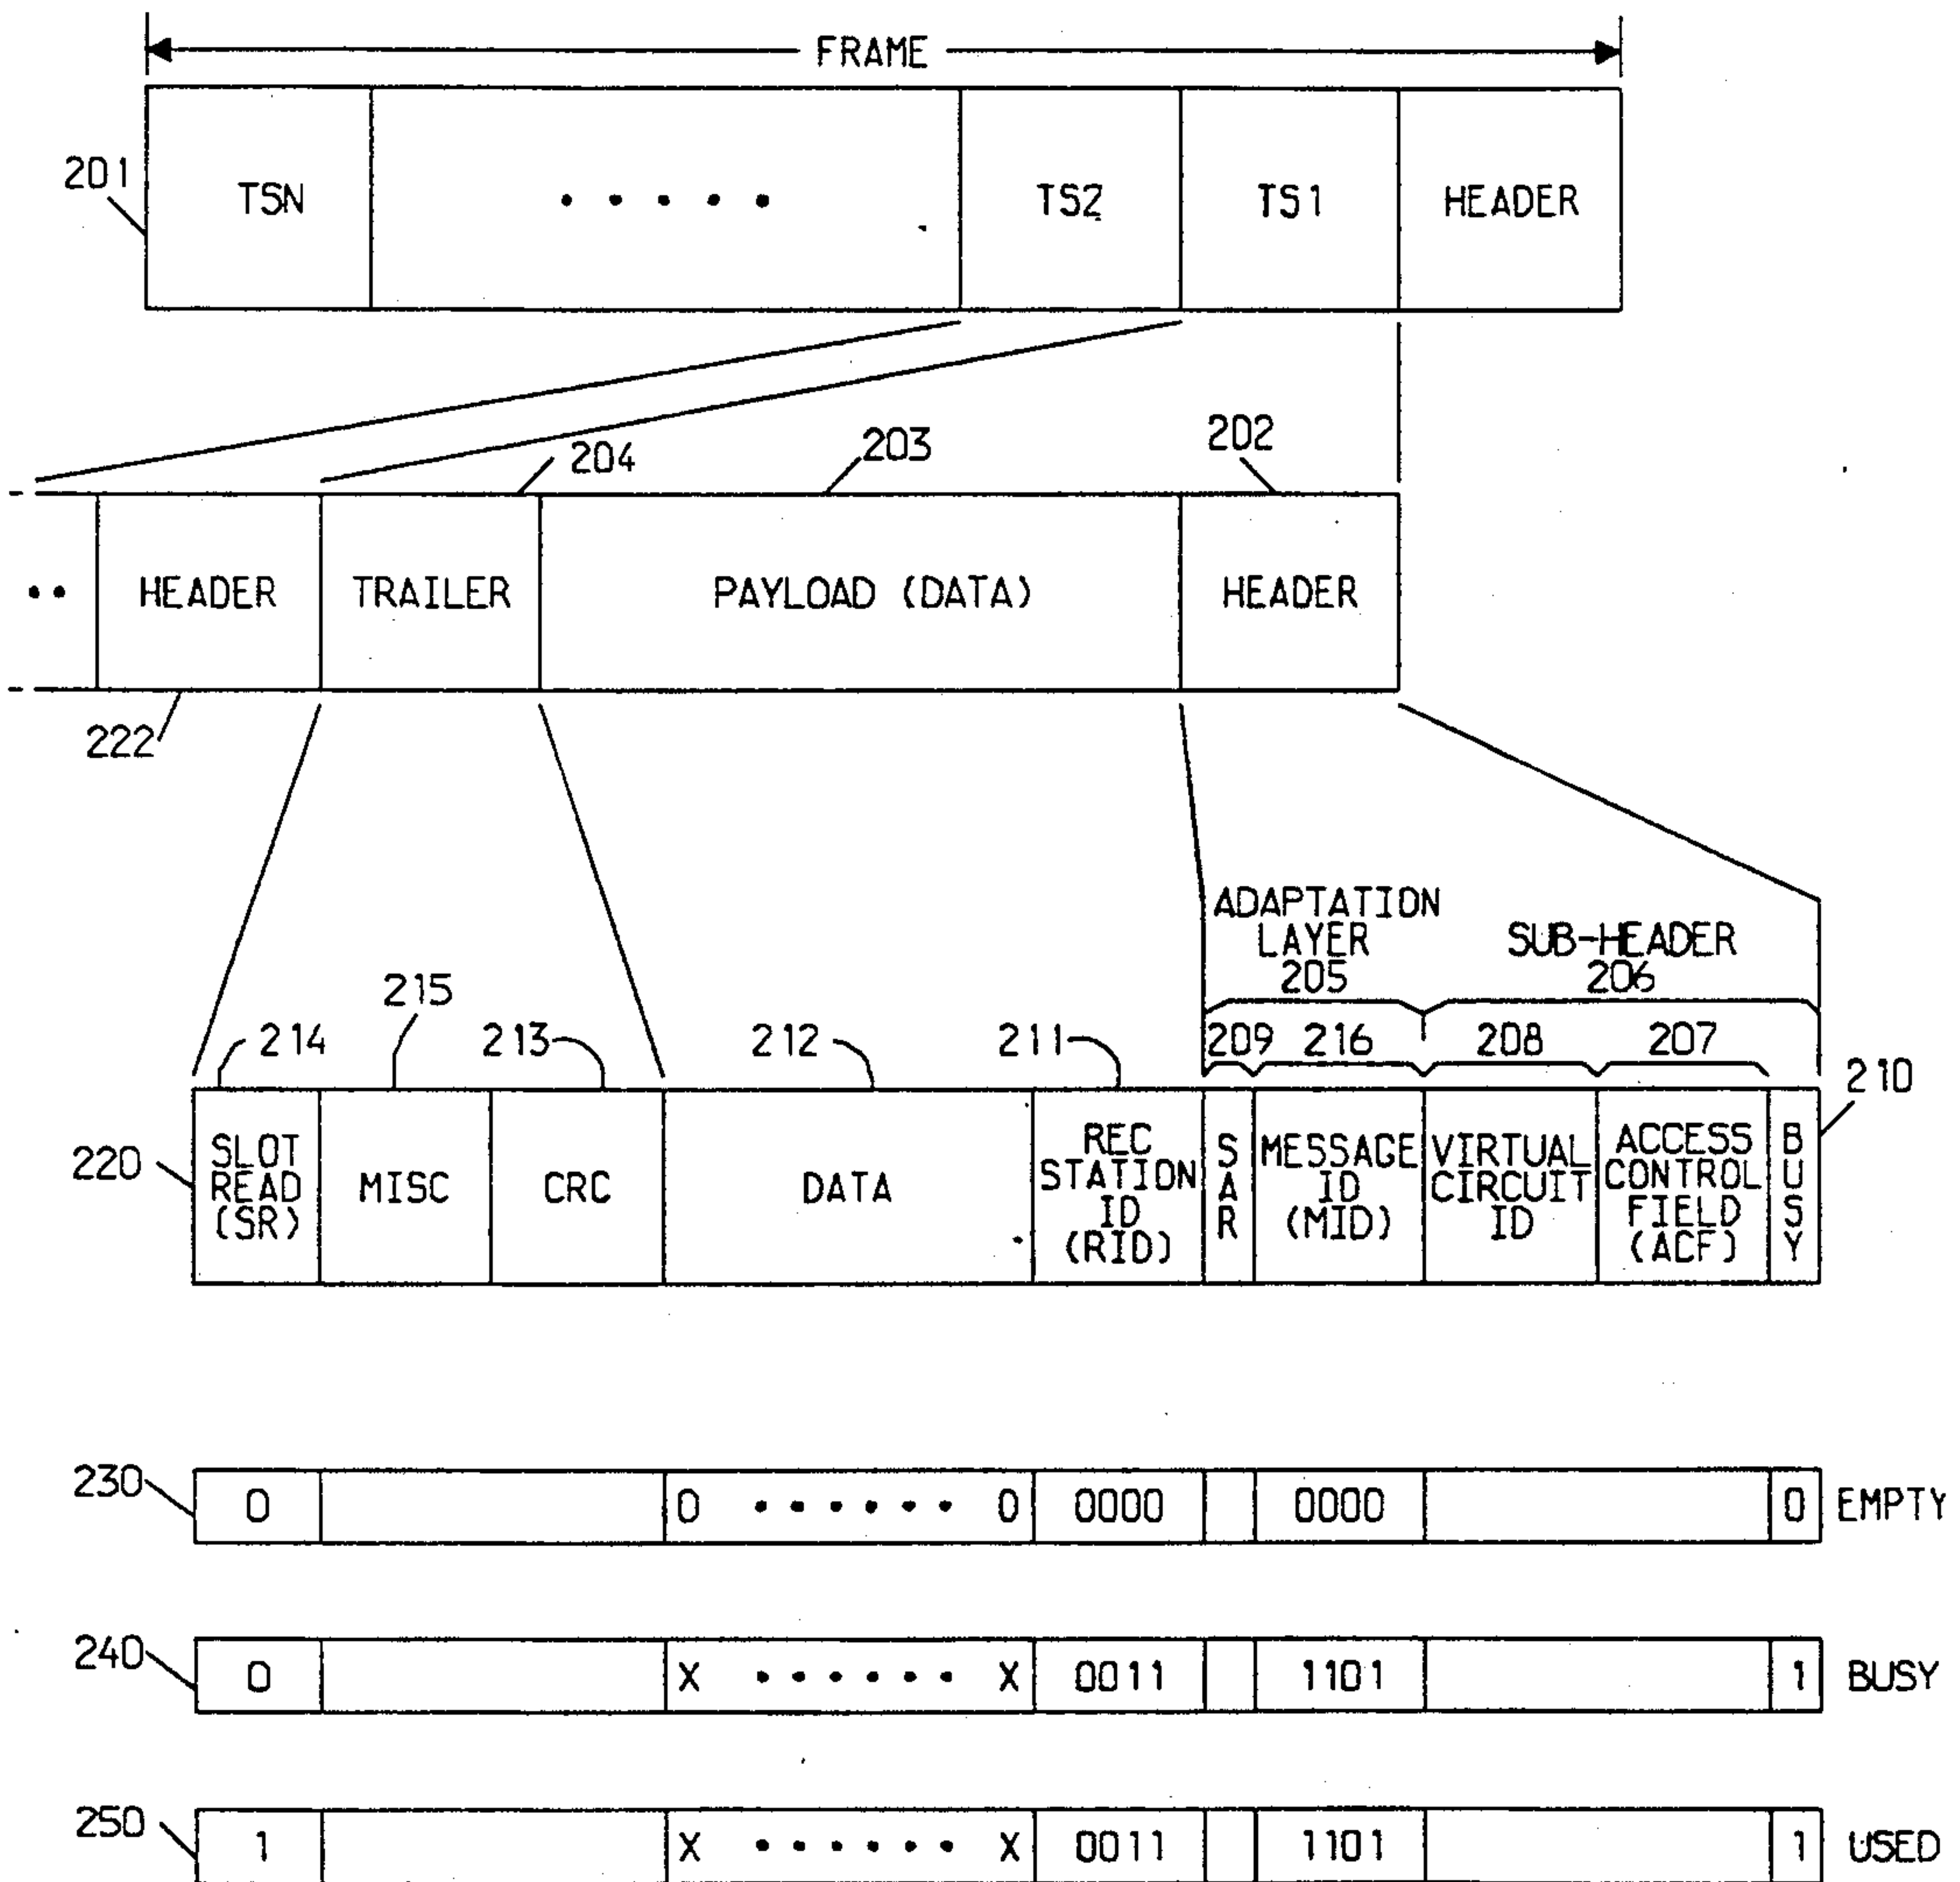 FRAME
201
TSN • • • • • TS2 TS1 HEADER
204 203 202
•• HEADER TRAILER PAYLOAD (DATA) HEADER
222
ADAPTATION
LAYER
205
SUB-HEADER
206
214 215 213 212 211 209 216 208 207 210
220
SLOT
READ
(SR)
MISC
CRC
DATA
REC
STATION
ID
(RID)
SAR
MESSAGE
ID
(MID)
VIRTUAL
CIRCUIT
ID
ACCESS
CONTROL
FIELD
(ACF)
BUSY
230 0 0 • • • • • • 0 0000 0000 0 EMPTY
240 0 X • • • • • • X 0011 1101 1 BUSY
250 1 X • • • • • • X 0011 1101 1 USED